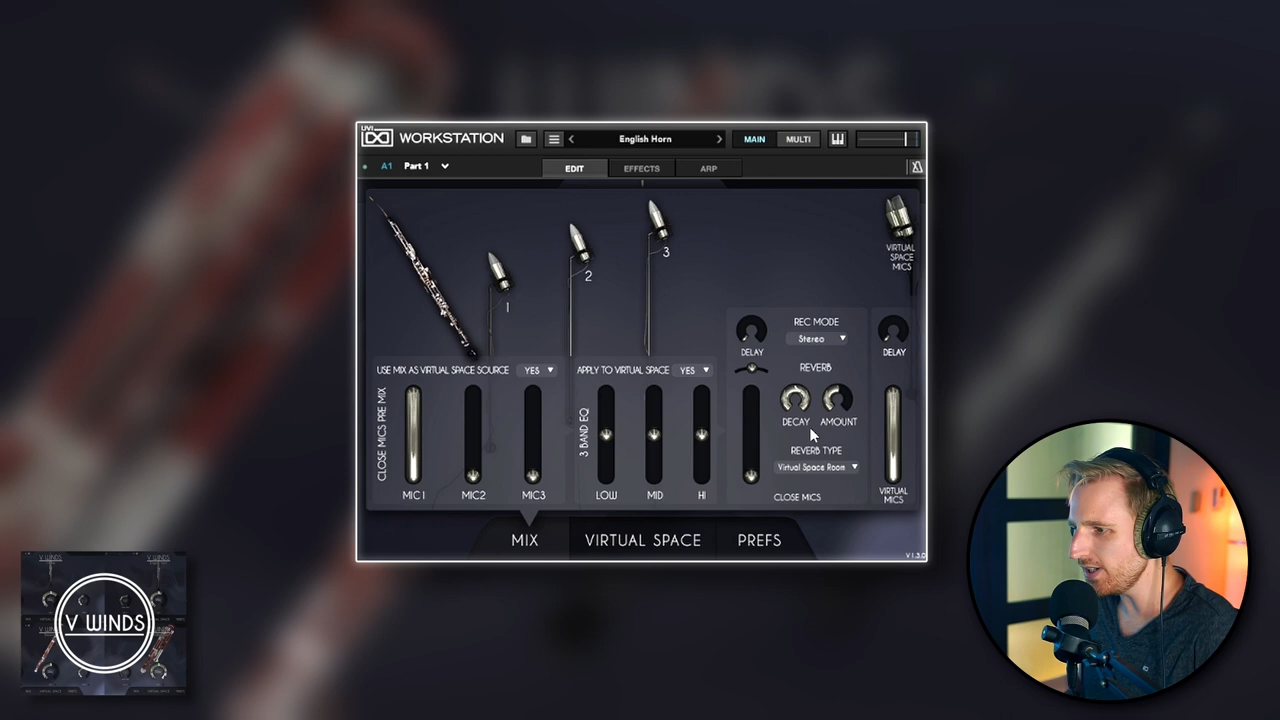 UVI
WORKSTATION
English Horn
MAIN
MULTI
A1
Part 1
EDIT
EFFECTS
ARP
1
2
3
VIRTUAL
SPACE
MICS
REC MODE
Stereo
DELAY
DELAY
USE MIX AS VIRTUAL SPACE SOURCE
YES
APPLY TO VIRTUAL SPACE
YES
REVERB
CLOSE MICS PRE MIX
3 BAND EQ
DECAY
AMOUNT
REVERB TYPE
Virtual Space Room
MIC1
MIC2
MIC3
LOW
MID
HI
CLOSE MICS
VIRTUAL
MICS
MIX
VIRTUAL SPACE
PREFS
V 1.3.0
V WINDS
V WINDS
V WINDS